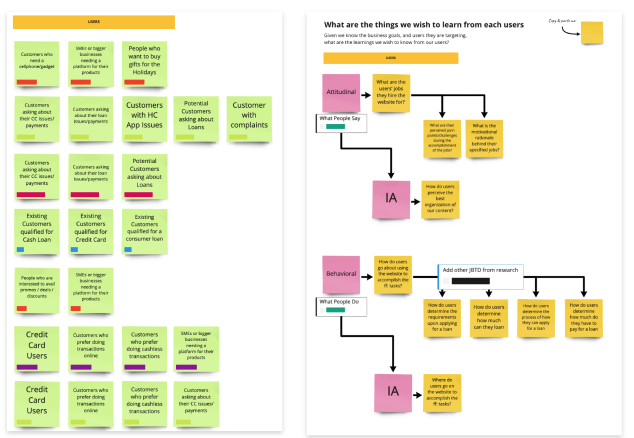 USERS
Customers who
need a
cellphone/gadget
SMEs or bigger
businesses
needing a
platform for their
products
People who
want to buy
gifts for the
Holidays
Customers
asking about
their CC issues/
payments
Customers asking
about their loan
issues/payments
Customers
with HC
App Issues
Potential
Customers
asking about
Loans
Customer
with
complaints
Customers
asking about
their CC issues/
payments
Customers asking
about their loan
issues/payments
Potential
Customers
asking about
Loans
Existing
Customers
qualified for
Cash Loan
Existing
Customers
qualified for
Credit Card
Existing
Customers
qualified for a
consumer loan
People who are
interested to avail
promos / deals /
discounts
SMEs or bigger
businesses
needing a
platform for their
products
Credit
Card
Users
Customers who
prefer doing
transactions
online
Customers who
prefer doing
cashless
transactions
SMEs or bigger
businesses
needing a
platform for their
products
Credit
Card
Users
Customers who
prefer doing
transactions
online
Customers who
prefer doing
cashless
transactions
Customers
asking about
their CC issues/
payments
What are the things we wish to learn from each users
Given we know the business goals, and users they are targeting,
what are the learnings we wish to know from our users?
Copy & paste me
USERS
Attitudinal
What People Say
What are the
users' jobs
they hire the
website for?
What are their
perceived pain
points/challenges
during the
accomplishment
of the jobs?
What is the
motivational
rationale
behind their
specified jobs?
IA
How do users
perceive the
best
organization of
our content?
Behavioral
What People Do
How do users
go about using
the website to
accomplish
the ff: tasks?
Add other JBTD from research
How do users
determine the
requirements
upon applying
for a loan
How do users
determine
how much
can they loan
How do users
determine the
process of how
they can apply
for a loan
How do users
determine
how much do
they have to
pay for a loan
IA
Where do
users go on
the website to
accomplish the
ff: tasks?